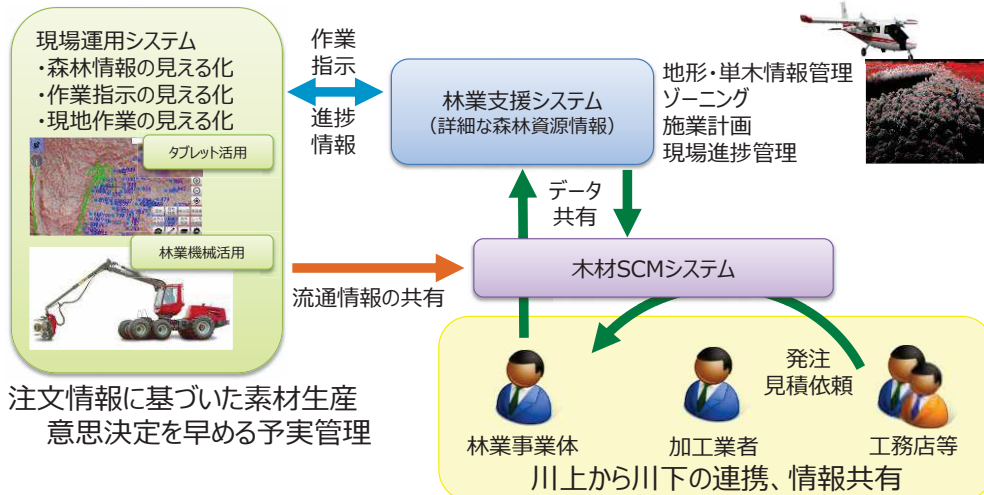 現場運用システム
・森林情報の見える化
・作業指示の見える化
・現地作業の見える化
タブレット活用
林業機械活用
注文情報に基づいた素材生産
意思決定を早める予実管理
作業
指示
進捗
情報
林業支援システム
（詳細な森林資源情報）
地形・単木情報管理
ゾーニング
施業計画
現場進捗管理
データ
共有
流通情報の共有
木材SCMシステム
発注
見積依頼
林業事業体
加工業者
工務店等
川上から川下の連携、情報共有